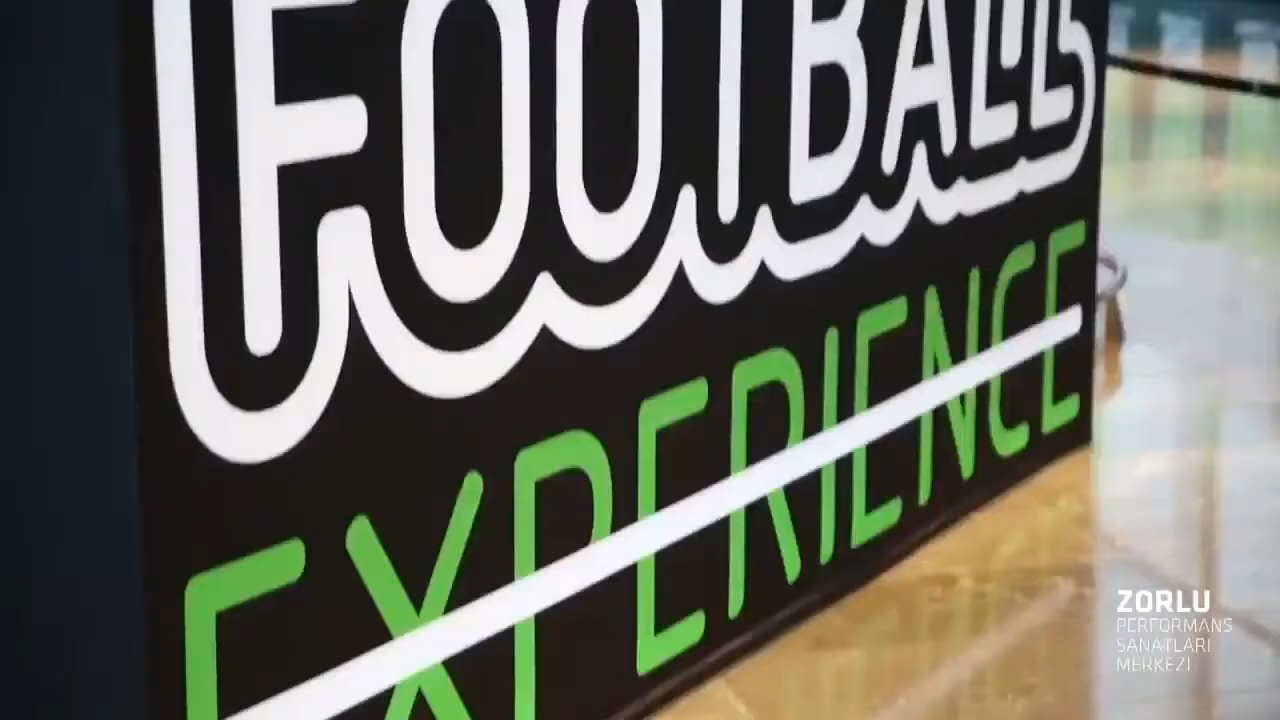 FOOTBALL
EXPERIENCE
ZORLU
PERFORMANS
SANATLARI
MERKEZİ